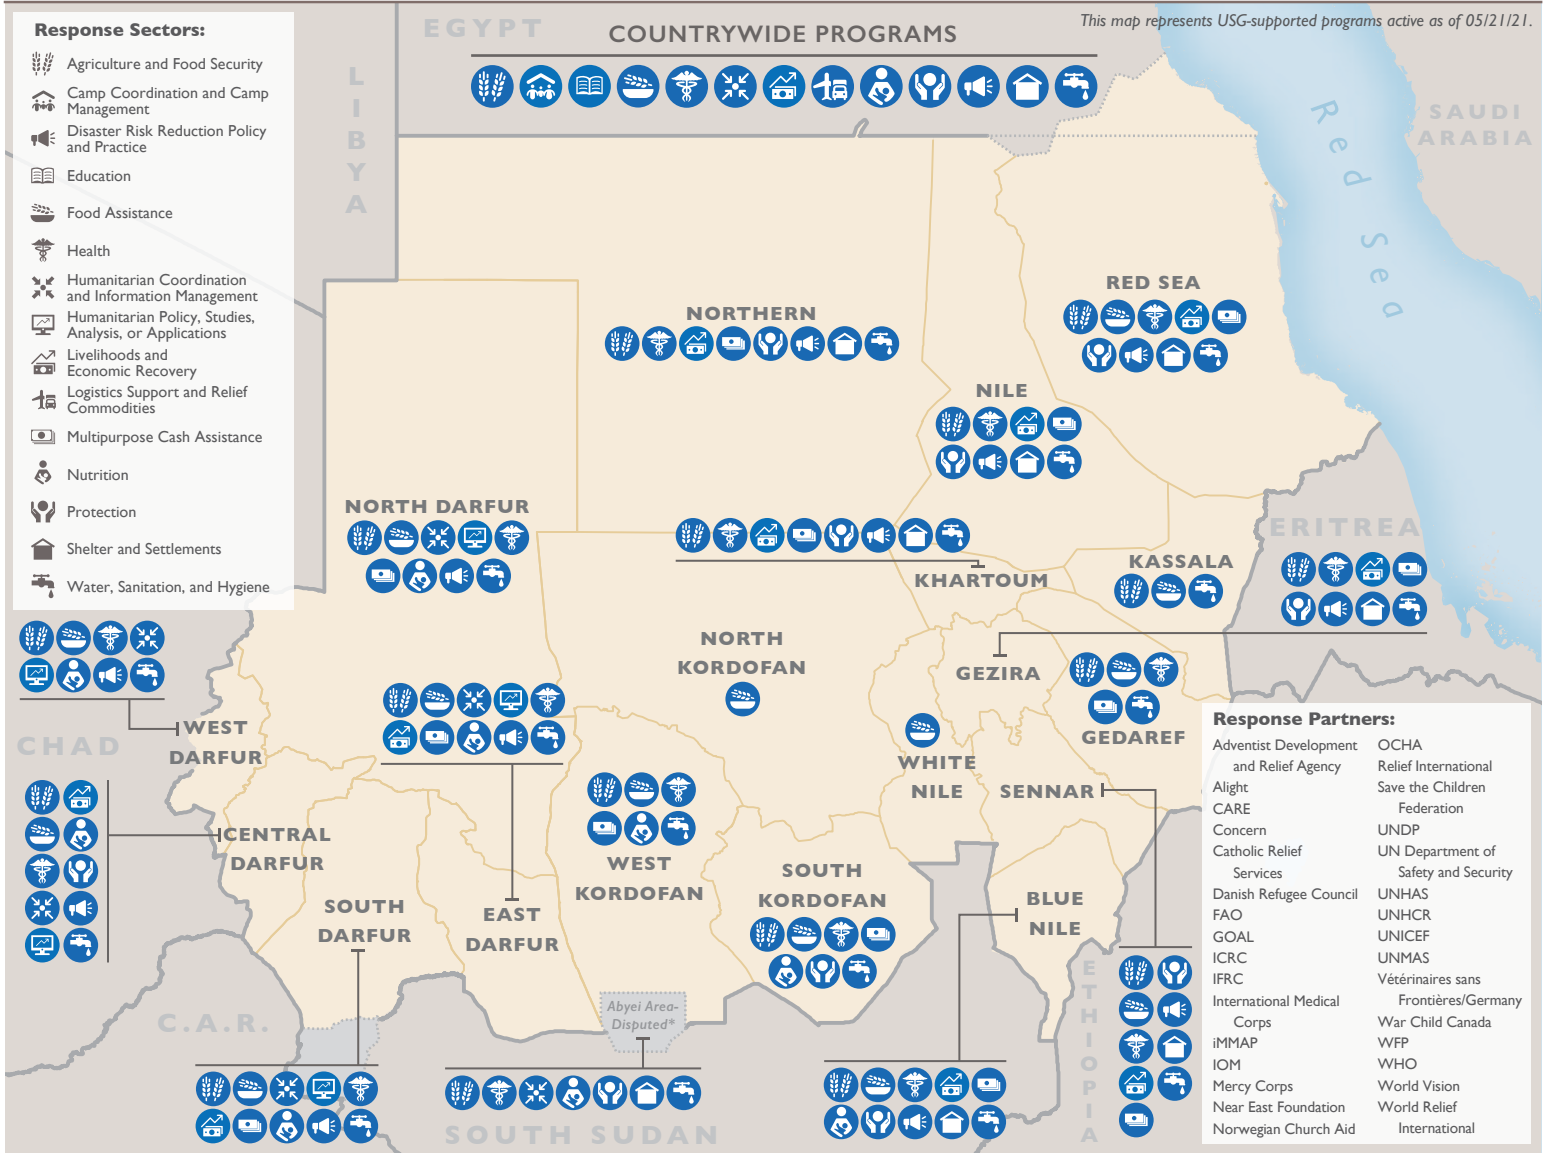 This map represents USG-supported programs active as of 05/21/21.
COUNTRYWIDE PROGRAMS
Response Sectors:
Agriculture and Food Security
Camp Coordination and Camp
Management
Disaster Risk Reduction Policy
and Practice
Education
Food Assistance
Health
Humanitarian Coordination
and Information Management
Humanitarian Policy, Studies,
Analysis, or Applications
Livelihoods and
Economic Recovery
Logistics Support and Relief
Commodities
Multipurpose Cash Assistance
Nutrition
Protection
Shelter and Settlements
Water, Sanitation, and Hygiene
EGYPT
LIBYA
SAUDI
ARABIA
Red Sea
RED SEA
NORTHERN
NILE
NORTH DARFUR
ERITREA
KHARTOUM
KASSALA
NORTH
KORDOFAN
GEZIRA
GEDAREF
CHAD
WEST
DARFUR
WHITE
NILE
SENNAR
CENTRAL
DARFUR
WEST
KORDOFAN
SOUTH
KORDOFAN
SOUTH
DARFUR
EAST
DARFUR
BLUE
NILE
ETHIOPIA
C.A.R.
Abyei Area-
Disputed*
SOUTH SUDAN
Response Partners:
Adventist Development
and Relief Agency
Alight
CARE
Concern
Catholic Relief
Services
Danish Refugee Council
FAO
GOAL
ICRC
IFRC
International Medical
Corps
iMMAP
IOM
Mercy Corps
Near East Foundation
Norwegian Church Aid
OCHA
Relief International
Save the Children
Federation
UNDP
UN Department of
Safety and Security
UNHAS
UNHCR
UNICEF
UNMAS
Vétérinaires sans
Frontières/Germany
War Child Canada
WFP
WHO
World Vision
World Relief
International